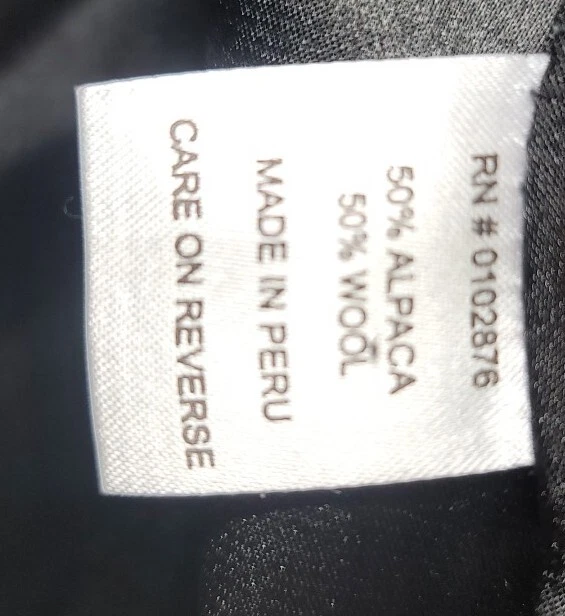 RN # 0102876
50% ALPACA
50% WOOL
MADE IN PERU
CARE ON REVERSE